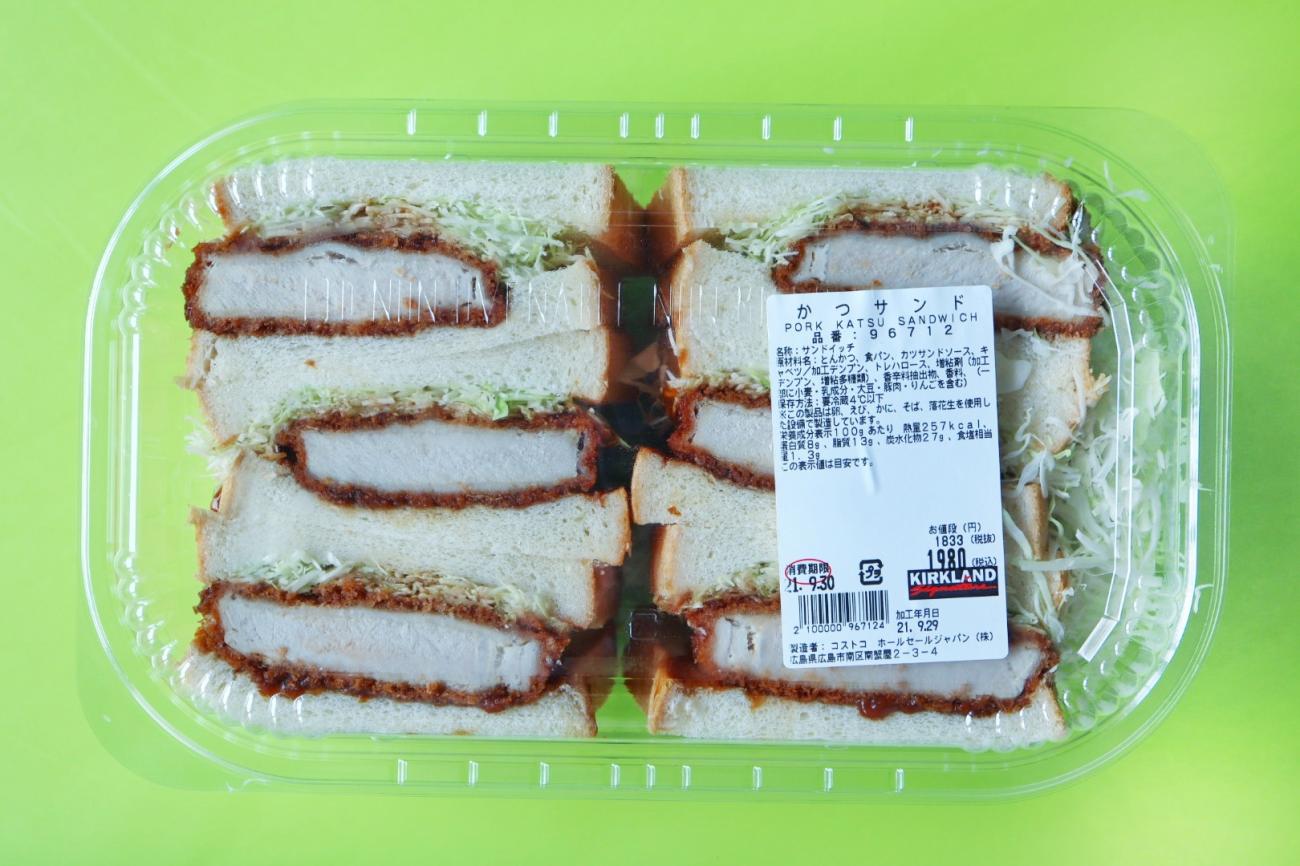 かつサンド
PORK KATSU SANDWICH
品番:96712
名称:サンドイッチ
原材料名:とんかつ、食パン、カツサンドソース、キ
ャベツ/加工デンプン、トレハロース、増粘剤(加工
デンプン、増粘多糖類)、香辛料抽出物、香料、(一
部に小麦・乳成分・大豆・豚肉・りんごを含む)
保存方法:要冷蔵4℃以下
※この製品は卵、えび、かに、そば、落花生を使用し
た設備で製造しています。
栄養成分表示100gあたり 熱量257kcal、
蛋白質8g、脂質13g、炭水化物27g、食塩相当
量1.3g
この表示値は目安です。
お値段(円)
1833(税抜)
1980(税込)
消費期限
21. 9.30
プラ
KIRKLAND
Signature
加工年月日
21. 9.29
2 100000 967124
製造者:コストコ ホールセールジャパン(株)
広島県広島市南区南蟹屋2-3-4